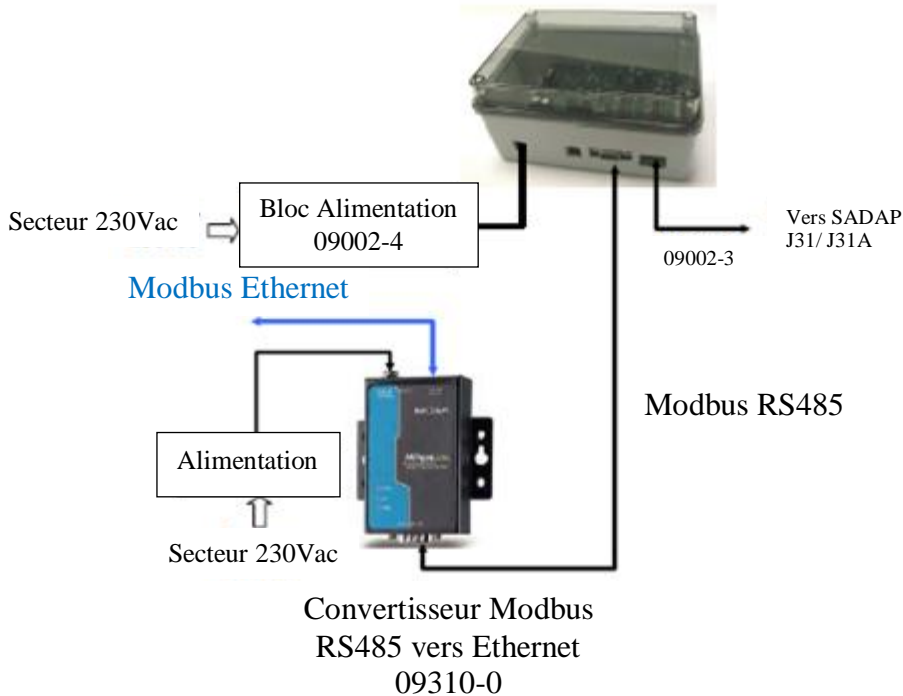 Secteur 230Vac
Bloc Alimentation
09002-4
Vers SADAP
J31/ J31A
09002-3
Modbus Ethernet
Modbus RS485
Alimentation
Secteur 230Vac
Convertisseur Modbus
RS485 vers Ethernet
09310-0